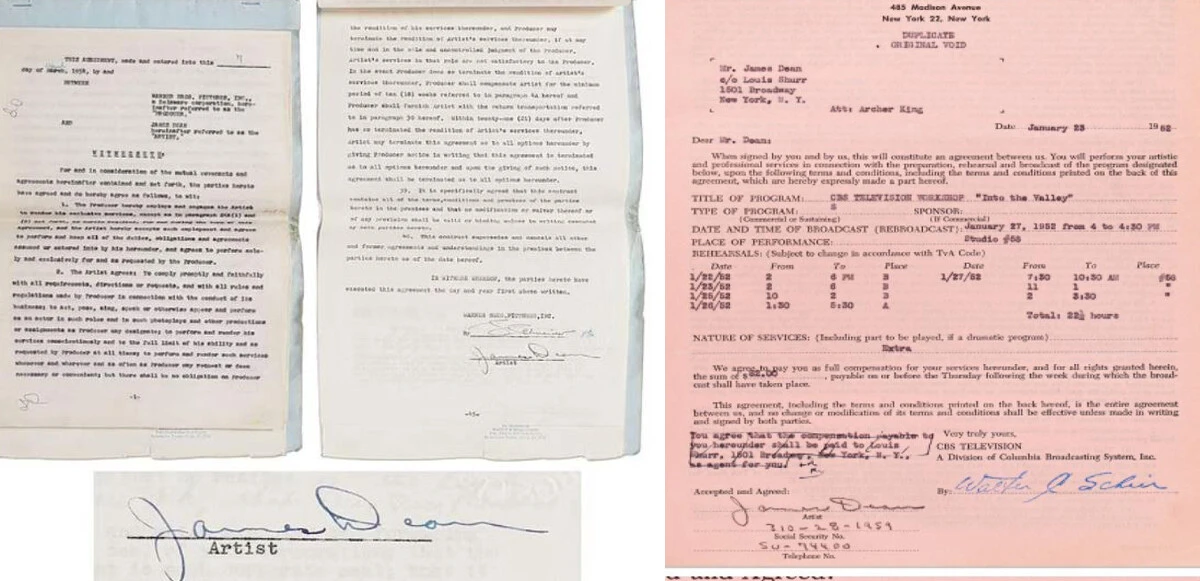 THIS AGREEMENT, made and entered into this
day of March, 1954, by and
BETWEEN
WARNER BROS. PICTURES, INC.,
a Delaware corporation, here-
inafter referred to as the
"PRODUCER,"
AND
JAMES DEAN
hereinafter referred to as the
"ARTIST,"
WITNESSETH
For and in consideration of the mutual covenants and
agreements hereinafter contained and set forth, the parties hereto
have agreed and do hereby agree as follows, to wit:
1. The Producer hereby employs and engages the Artist
to render his exclusive services, except as in paragraph
agreement, and the Artist hereby accepts such employment and agrees
to perform and keep all of the duties, obligations and agreements
assumed or entered into by him hereunder, and agrees to perform sole-
ly and exclusively for and as requested by the Producer.
2. The Artist agrees: To comply promptly and faithfully
with all requirements, directions or requests, and with all rules and
regulations made by Producer in connection with the conduct of its
business; to act, pose, sing, speak or otherwise appear and perform
as an actor in such roles and in such photoplays and other productions
or assignments as Producer may designate; to perform and render his
services conscientiously and to the full limit of his ability and as
requested by Producer at all times; to perform and render such services
wherever and whenever and as often as Producer may request or deem
necessary or convenient; but there shall be no obligation on Producer
-1-
the rendition of his services thereunder, and Producer may
terminate the rendition of Artist's services thereunder, if at any
time and in the sole and uncontrolled judgment of the Producer,
Artist's services in that role are not satisfactory to the Producer.
In the event Producer does so terminate the rendition of Artist's
services thereunder, Producer shall compensate Artist for the minimum
period of ten (10) weeks referred to in paragraph 4A hereof and
Producer shall furnish Artist with the return transportation referred
to in paragraph 36 hereof. Within twenty-one (21) days after Producer
has so terminated the rendition of Artist's services thereunder,
Artist may terminate this agreement as to all options hereunder by
giving Producer notice in writing that this agreement is terminated
as to all options hereunder and upon the giving of such notice, this
agreement shall be terminated as to all options hereunder.
39. It is specifically agreed that this contract
contains all of the terms, conditions and promises of the parties
hereto in the premises and that no modification or waiver thereof or
of any provision shall be valid or binding unless in writing executed
by both parties hereto.
40. This contract supersedes and cancels all other
and former agreements and understandings in the premises between the
parties hereto as of the date hereof.
IN WITNESS WHEREOF, the parties hereto have
executed this agreement the day and year first above written.
WARNER BROS. PICTURES, INC.
By
James Dean
Artist
James Dean
Artist
485 Madison Avenue
New York 22, New York
DUPLICATE
ORIGINAL VOID
Mr. James Dean
c/o Louis Shurr
1501 Broadway
New York, N. Y.
Att: Archer King
Date January 23 1952
Dear Mr. Dean:
When signed by you and by us, this will constitute an agreement between us. You will perform your artistic
and professional services in connection with the preparation, rehearsal and broadcast of the program designated
below, upon the following terms and conditions, including the terms and conditions printed on the back of this
agreement, which are hereby expressly made a part hereof.
TITLE OF PROGRAM: CBS TELEVISION WORKSHOP "Into the Valley"
TYPE OF PROGRAM: S SPONSOR:
(Commercial or Sustaining) (If Commercial)
DATE AND TIME OF BROADCAST (REBROADCAST): January 27, 1952 from 4 to 4:30 PM
PLACE OF PERFORMANCE: Studio #58
REHEARSALS: (Subject to change in accordance with TvA Code)
Date From To Place Date From To Place
1/22/52 2 6 PM B 1/27/52 7:30 10:30 AM #58
1/23/52 2 6 B 11 1 "
1/25/52 10 2 B 2 3:30 "
1/26/52 1:30 5:30 A
Total: 22½ hours
NATURE OF SERVICES: (Including part to be played, if a dramatic program)
Extra
We agree to pay you as full compensation for your services hereunder, and for all rights granted herein,
the sum of $ , payable on or before the Thursday following the week during which the broad-
cast shall have taken place.
This agreement, including the terms and conditions printed on the back hereof, is the entire agreement
between us, and no change or modification of its terms and conditions shall be effective unless made in writing
and signed by both parties.
You agree that the compensation payable to
you hereunder shall be paid to Louis
Shurr, 1501 Broadway, New York, N. Y.,
as agent for you.
Very truly yours,
CBS TELEVISION
A Division of Columbia Broadcasting System, Inc.
Accepted and Agreed:
By:
James Dean
Artist
310-28-1959
Social Security No.
SU-74400
Telephone No.
d and Agreed: